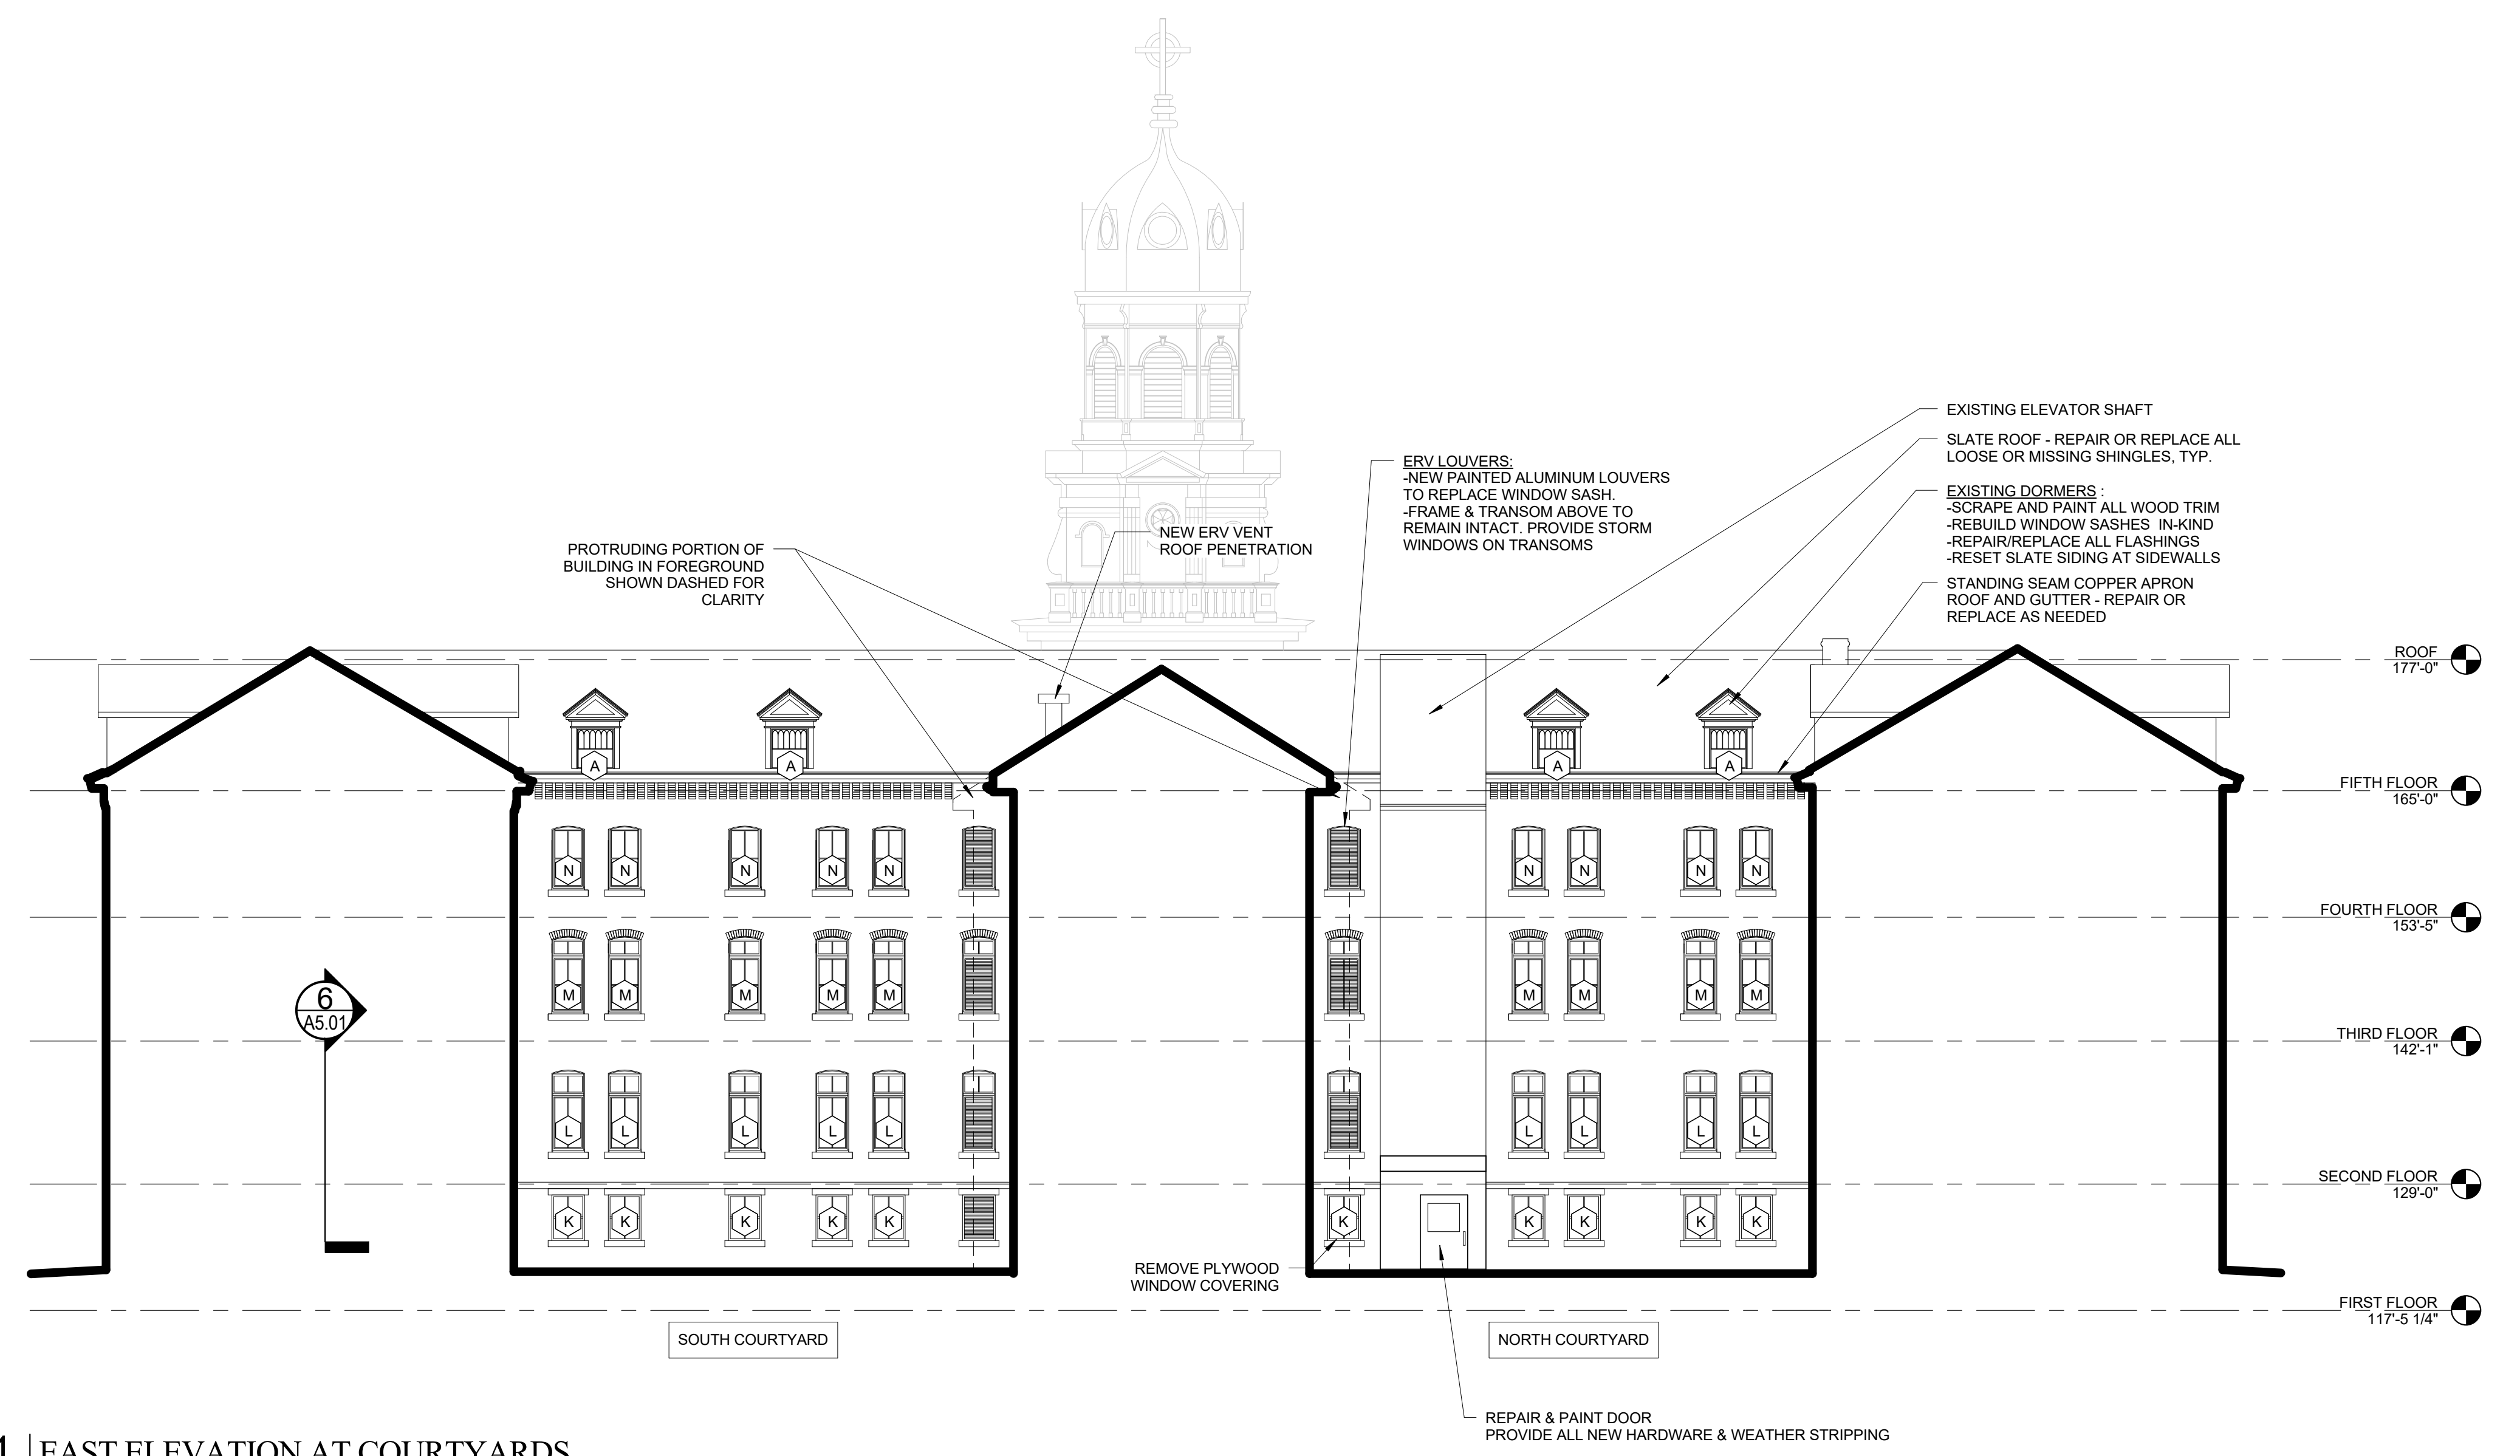 EXISTING ELEVATOR SHAFT
SLATE ROOF - REPAIR OR REPLACE ALL
LOOSE OR MISSING SHINGLES, TYP.
ERV LOUVERS:
-NEW PAINTED ALUMINUM LOUVERS
TO REPLACE WINDOW SASH.
-FRAME & TRANSOM ABOVE TO
REMAIN INTACT. PROVIDE STORM
WINDOWS ON TRANSOMS
EXISTING DORMERS :
-SCRAPE AND PAINT ALL WOOD TRIM
-REBUILD WINDOW SASHES IN-KIND
-REPAIR/REPLACE ALL FLASHINGS
-RESET SLATE SIDING AT SIDEWALLS
NEW ERV VENT
ROOF PENETRATION
PROTRUDING PORTION OF
BUILDING IN FOREGROUND
SHOWN DASHED FOR
CLARITY
STANDING SEAM COPPER APRON
ROOF AND GUTTER - REPAIR OR
REPLACE AS NEEDED
ROOF
177'-0"
A A A A
FIFTH FLOOR
165'-0"
N N N N N N N N N
FOURTH FLOOR
153'-5"
M M M M M M M M M
6
A5.01
THIRD FLOOR
142'-1"
L L L L L L L L L
SECOND FLOOR
129'-0"
K K K K K K K K K K
REMOVE PLYWOOD
WINDOW COVERING
FIRST FLOOR
117'-5 1/4"
SOUTH COURTYARD
NORTH COURTYARD
REPAIR & PAINT DOOR
PROVIDE ALL NEW HARDWARE & WEATHER STRIPPING
1 EAST ELEVATION AT COURTYARDS